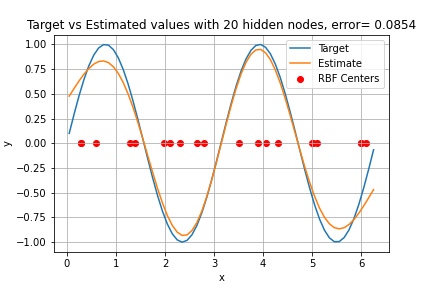 Target vs Estimated values with 20 hidden nodes, error= 0.0854
1.00
0.75
0.50
0.25
0.00
−0.25
−0.50
−0.75
−1.00
y
Target
Estimate
RBF Centers
0 1 2 3 4 5 6
x